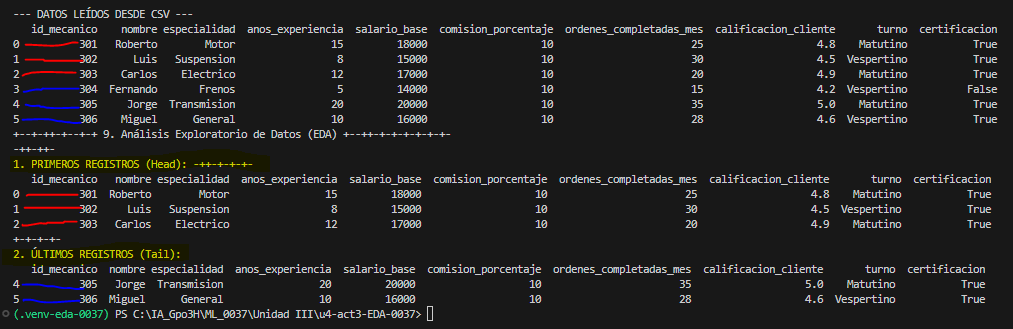 --- DATOS LEÍDOS DESDE CSV ---
id_mecanico nombre especialidad anos_experiencia salario_base comision_porcentaje ordenes_completadas_mes calificacion_cliente turno certificacion
0 301 Roberto Motor 15 18000 10 25 4.8 Matutino True
1 302 Luis Suspension 8 15000 10 30 4.5 Vespertino True
2 303 Carlos Electrico 12 17000 10 20 4.9 Matutino True
3 304 Fernando Frenos 5 14000 10 15 4.2 Vespertino False
4 305 Jorge Transmision 20 20000 10 35 5.0 Matutino True
5 306 Miguel General 10 16000 10 28 4.6 Vespertino True
+--+-++-+--+-+ 9. Análisis Exploratorio de Datos (EDA) +--+-++-+-+-+-+-
-++-++-
1. PRIMEROS REGISTROS (Head): -++-+-+-+-
id_mecanico nombre especialidad anos_experiencia salario_base comision_porcentaje ordenes_completadas_mes calificacion_cliente turno certificacion
0 301 Roberto Motor 15 18000 10 25 4.8 Matutino True
1 302 Luis Suspension 8 15000 10 30 4.5 Vespertino True
2 303 Carlos Electrico 12 17000 10 20 4.9 Matutino True
+-+-+-+-
2. ÚLTIMOS REGISTROS (Tail):
id_mecanico nombre especialidad anos_experiencia salario_base comision_porcentaje ordenes_completadas_mes calificacion_cliente turno certificacion
4 305 Jorge Transmision 20 20000 10 35 5.0 Matutino True
5 306 Miguel General 10 16000 10 28 4.6 Vespertino True
(.venv-eda-0037) PS C:\IA_Gpo3H\ML_0037\Unidad III\u4-act3-EDA-0037>